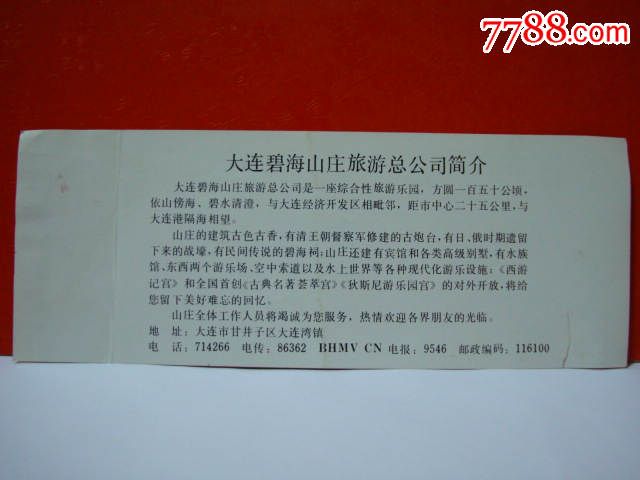 7788.com
大连碧海山庄旅游总公司简介
大连碧海山庄旅游总公司是一座综合性旅游乐园，方圆一百五十公顷，
依山傍海、碧水清澄，与大连经济开发区相毗邻，距市中心二十五公里，与
大连港隔海相望。
山庄的建筑古色古香，有清王朝督察军修建的古炮台，有日、俄时期遗留
下来的战壕，有民间传说的碧海祠；山庄还建有宾馆和各类高级别墅，有水族
馆、东西两个游乐场、空中索道以及水上世界等各种现代化游乐设施；《西游
记宫》和全国首创《古典名著荟萃宫》《狄斯尼游乐园宫》的对外开放，将给
您留下美好难忘的回忆。
山庄全体工作人员将竭诚为您服务，热情欢迎各界朋友的光临。
地　址：大连市甘井子区大连湾镇
电　话：714266　电传：86362　BHMV CN 电报：9546　邮政编码：116100